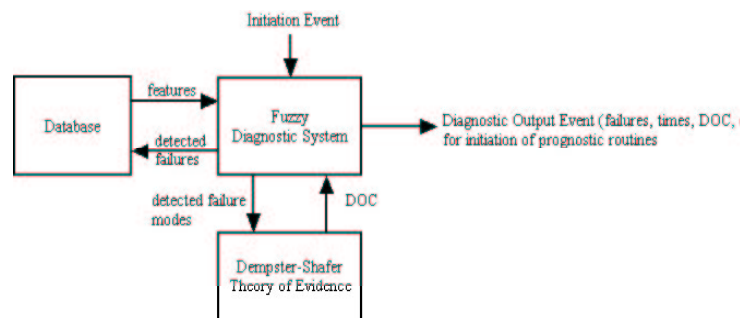 Initiation Event
features
Database
Fuzzy
Diagnostic System
Diagnostic Output Event (failures, times, DOC,
for initiation of prognostic routines
detected
failures
detected failure
modes
DOC
Dempster-Shafer
Theory of Evidence